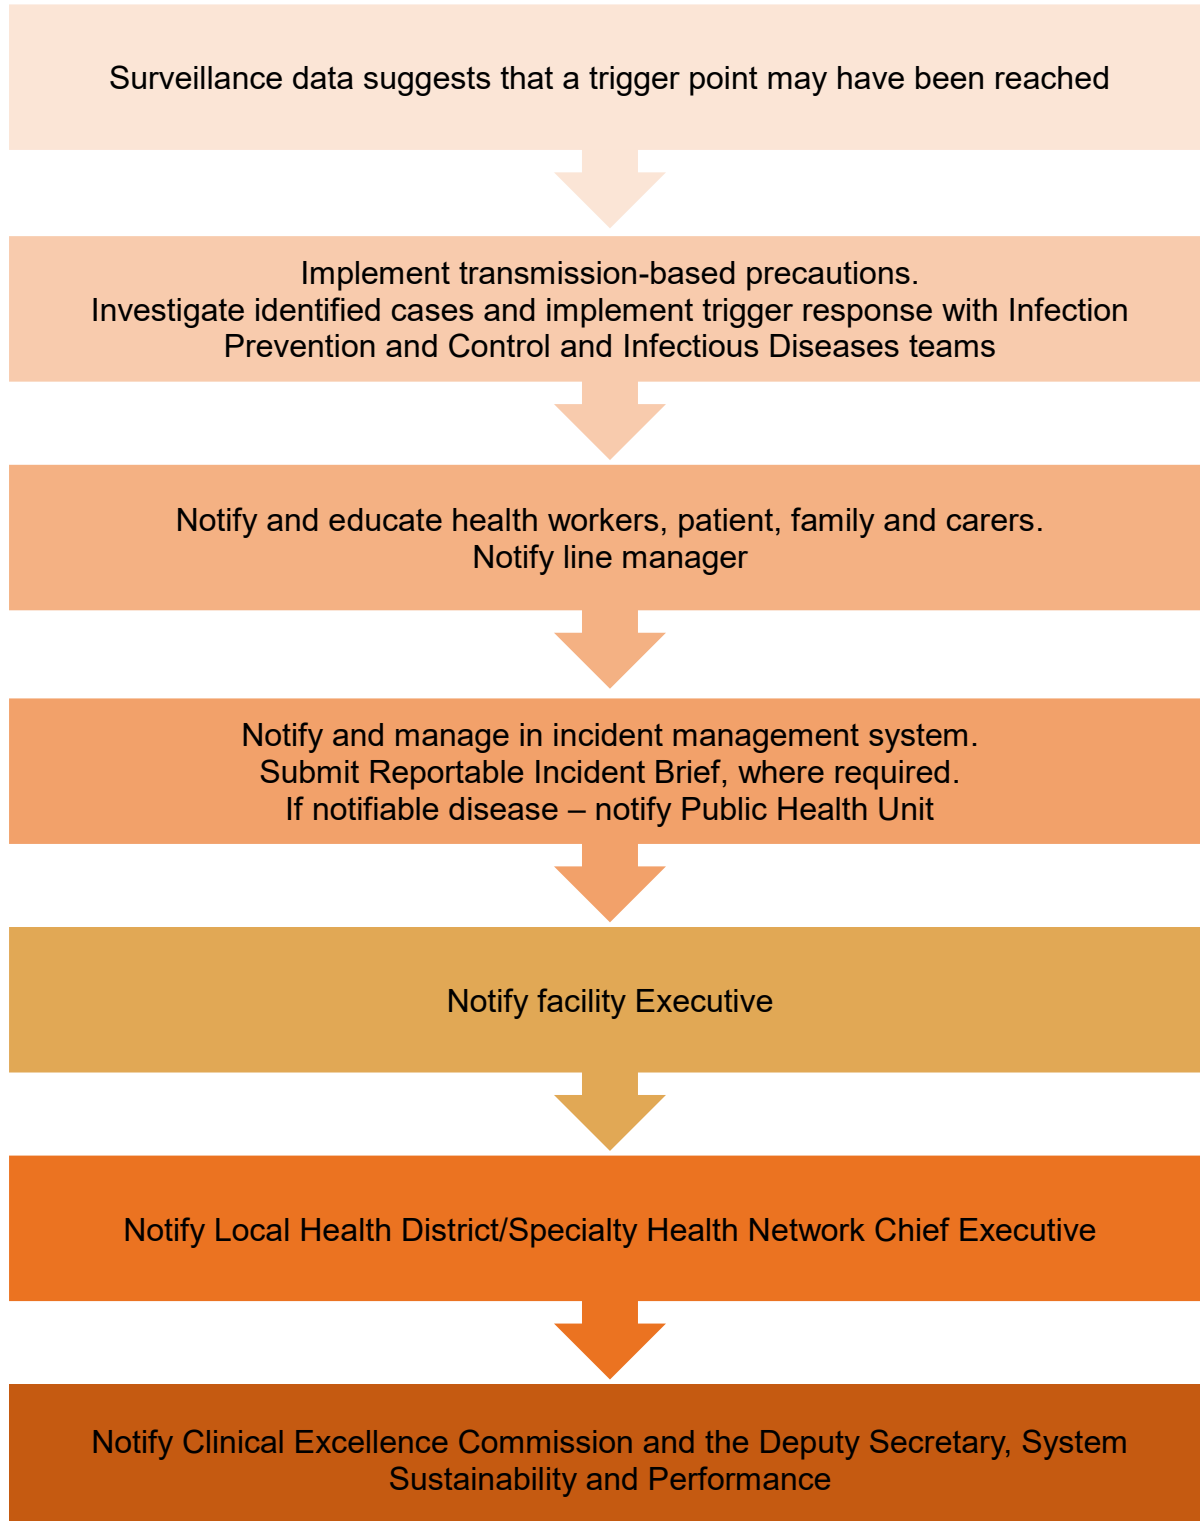 Surveillance data suggests that a trigger point may have been reached
Implement transmission-based precautions.
Investigate identified cases and implement trigger response with Infection
Prevention and Control and Infectious Diseases teams
Notify and educate health workers, patient, family and carers.
Notify line manager
Notify and manage in incident management system.
Submit Reportable Incident Brief, where required.
If notifiable disease – notify Public Health Unit
Notify facility Executive
Notify Local Health District/Specialty Health Network Chief Executive
Notify Clinical Excellence Commission and the Deputy Secretary, System
Sustainability and Performance